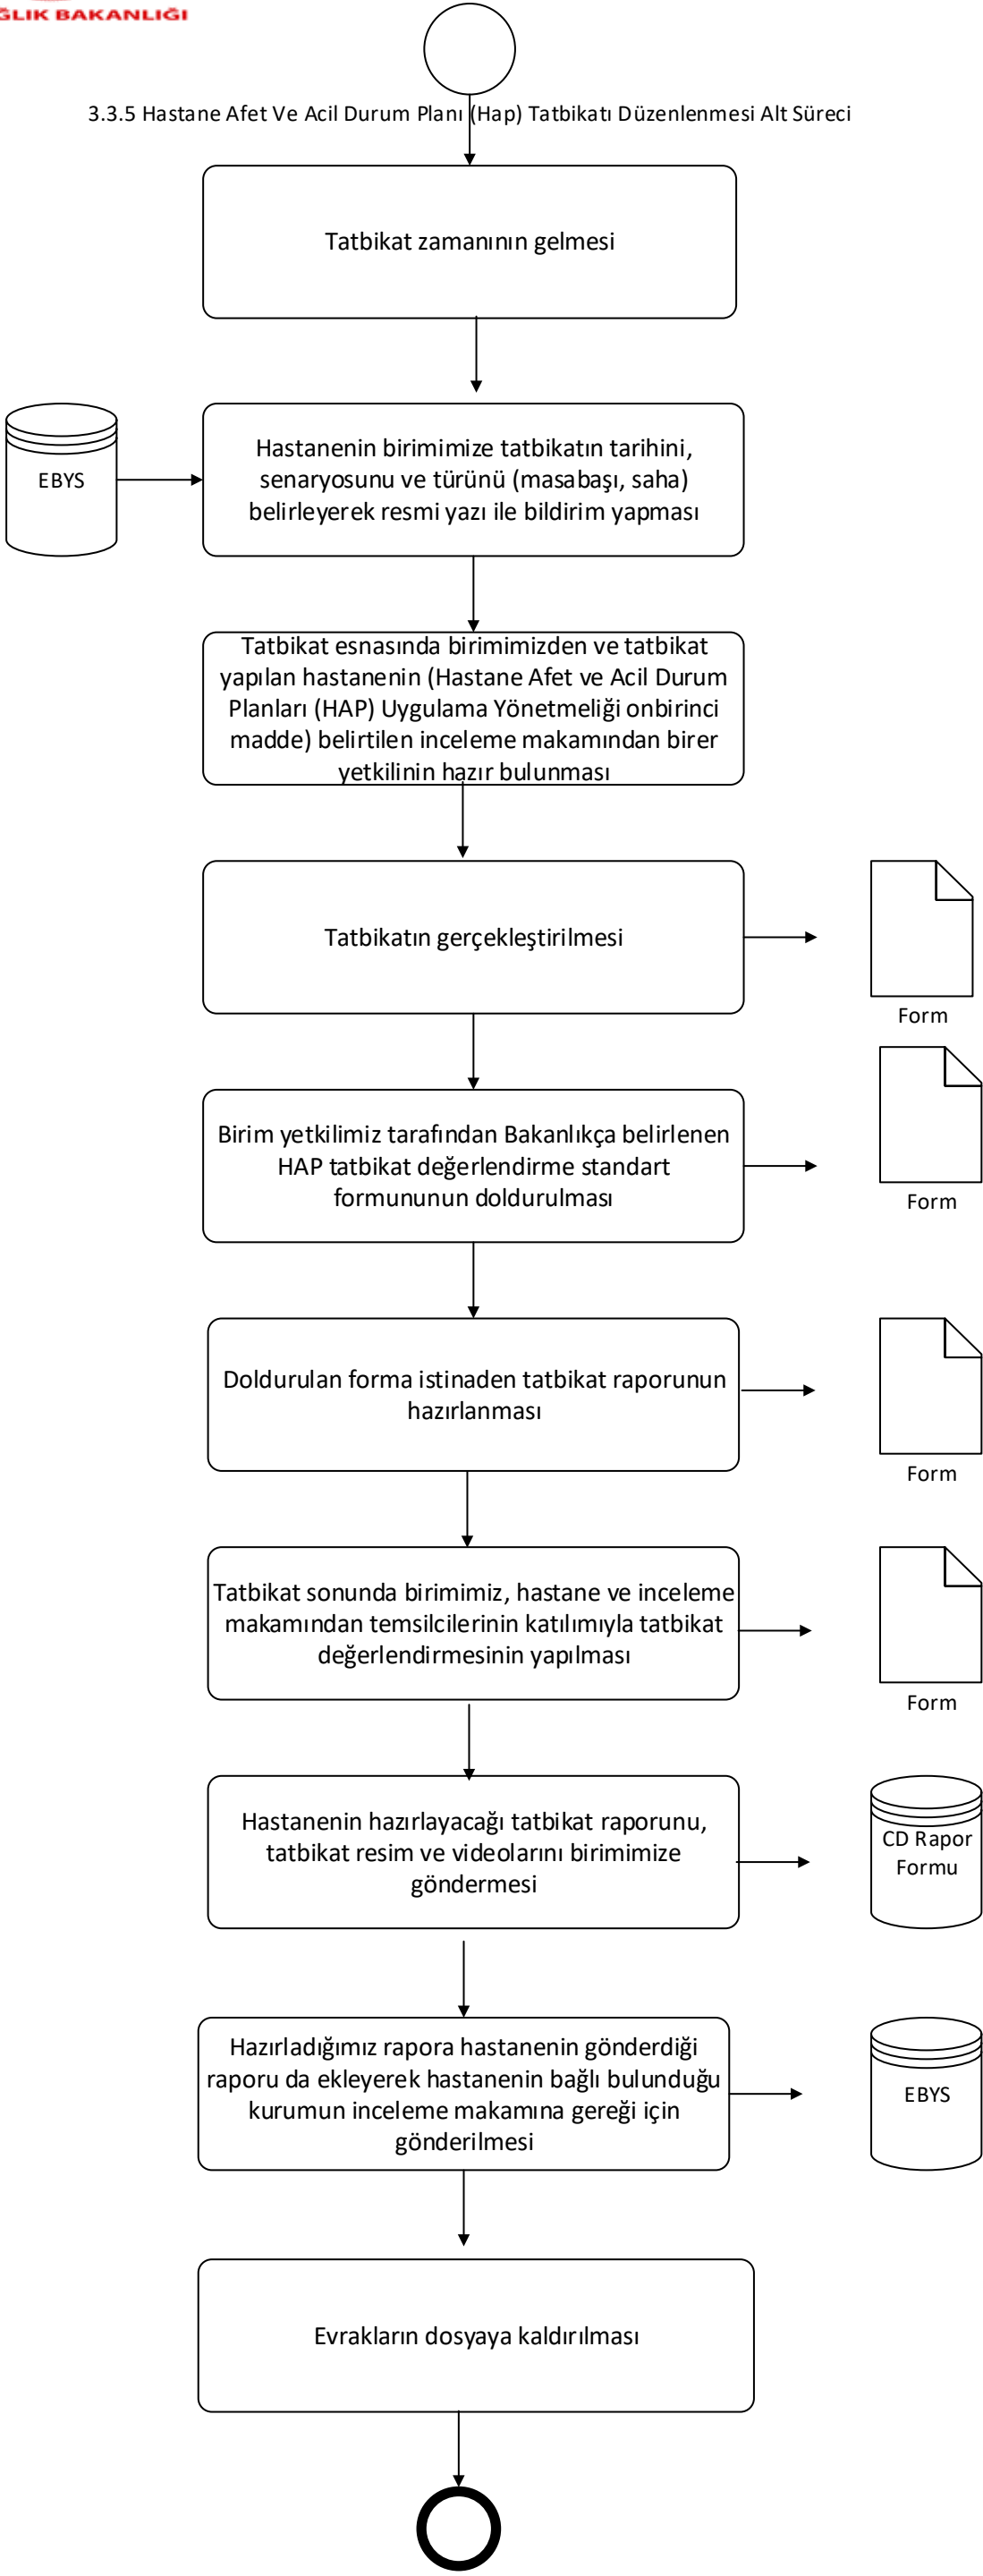 ĞLIK BAKANLIĞI
3.3.5 Hastane Afet Ve Acil Durum Planı (Hap) Tatbikatı Düzenlenmesi Alt Süreci
Tatbikat zamanının gelmesi
EBYS
Hastanenin birimimize tatbikatın tarihini,
senaryosunu ve türünü (masabaşı, saha)
belirleyerek resmi yazı ile bildirim yapması
Tatbikat esnasında birimimizden ve tatbikat
yapılan hastanenin (Hastane Afet ve Acil Durum
Planları (HAP) Uygulama Yönetmeliği onbirinci
madde) belirtilen inceleme makamından birer
yetkilinin hazır bulunması
Tatbikatın gerçekleştirilmesi
Form
Birim yetkilimiz tarafından Bakanlıkça belirlenen
HAP tatbikat değerlendirme standart
formununun doldurulması
Form
Doldurulan forma istinaden tatbikat raporunun
hazırlanması
Form
Tatbikat sonunda birimimiz, hastane ve inceleme
makamından temsilcilerinin katılımıyla tatbikat
değerlendirmesinin yapılması
Form
Hastanenin hazırlayacağı tatbikat raporunu,
tatbikat resim ve videolarını birimimize
göndermesi
CD Rapor
Formu
Hazırladığımız rapora hastanenin gönderdiği
raporu da ekleyerek hastanenin bağlı bulunduğu
kurumun inceleme makamına gereği için
gönderilmesi
EBYS
Evrakların dosyaya kaldırılması